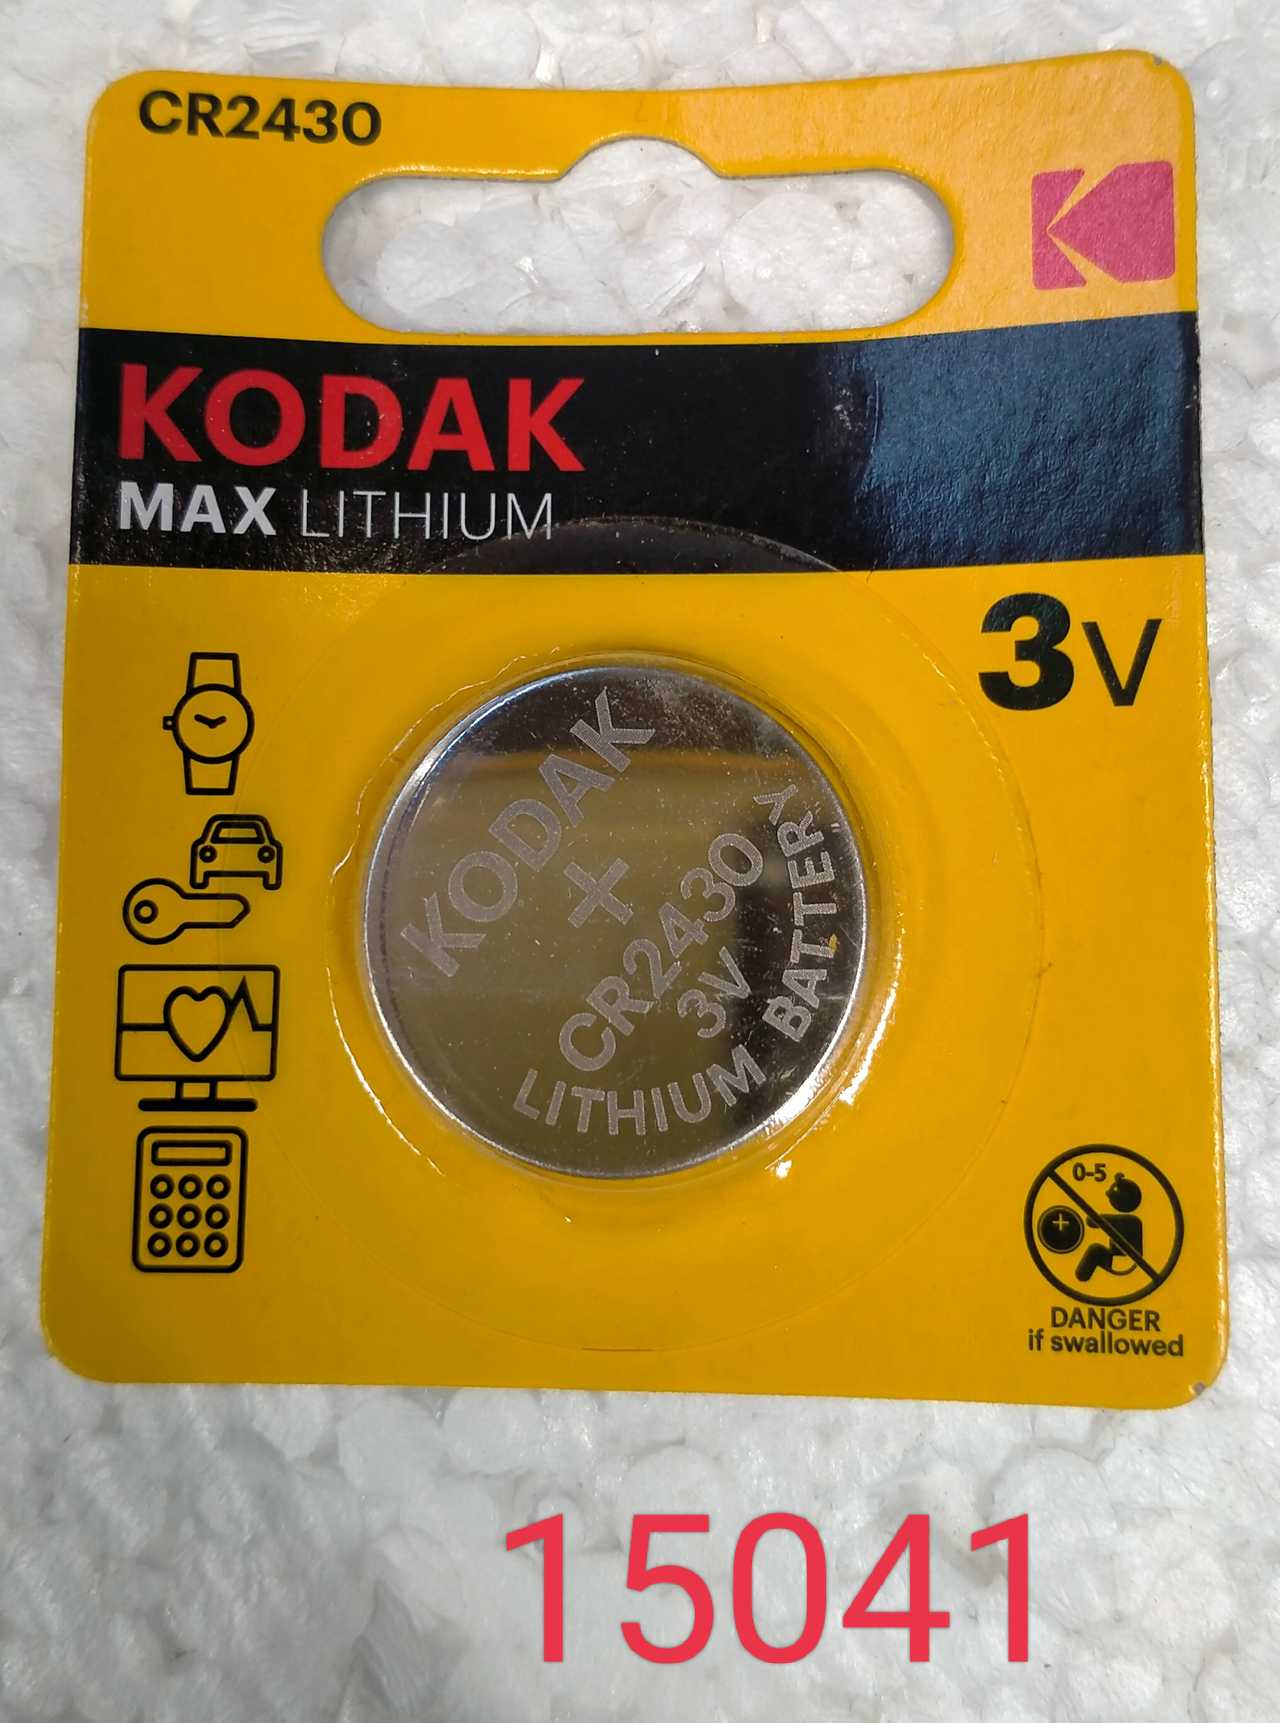 CR2430
KODAK
MAX LITHIUM
3V
KODAK
+
CR2430
3V
LITHIUM BATTERY
0-5
+
DANGER
if swallowed
15041